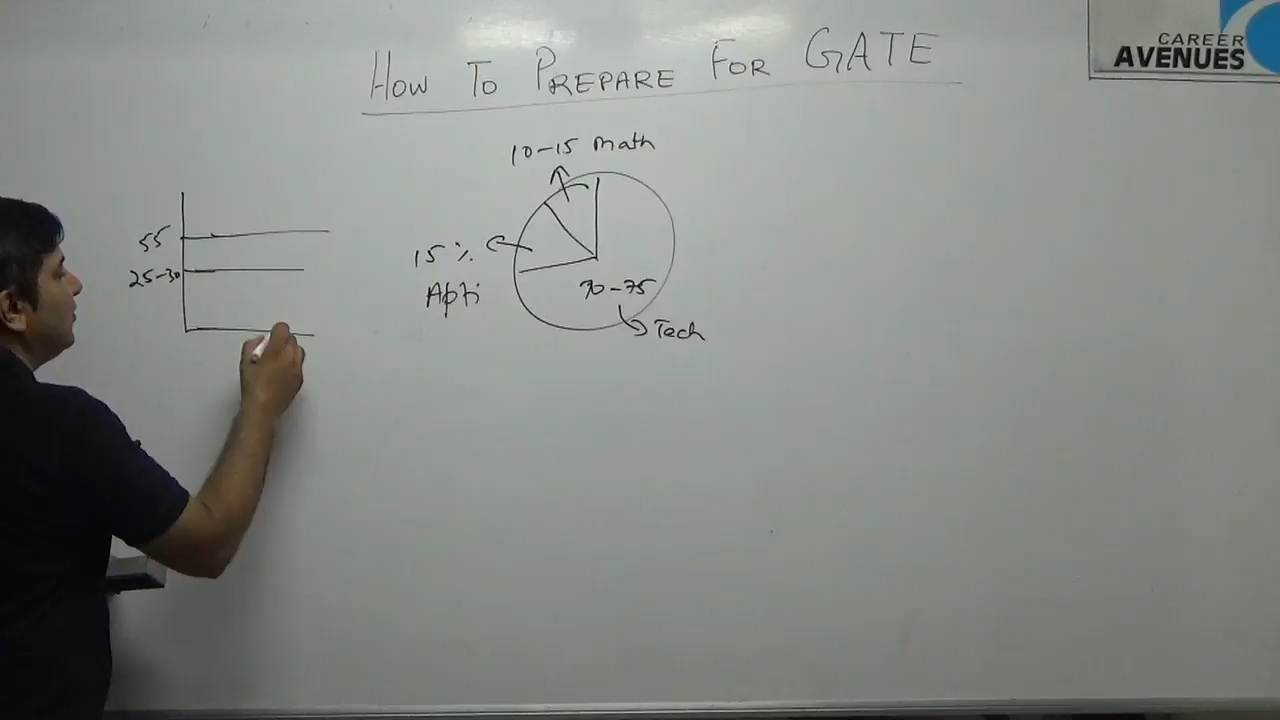 HOW TO PREPARE FOR GATE
CAREER
AVENUES
10-15 Math
55
25-30
15 %
Apti
70-75
Tech